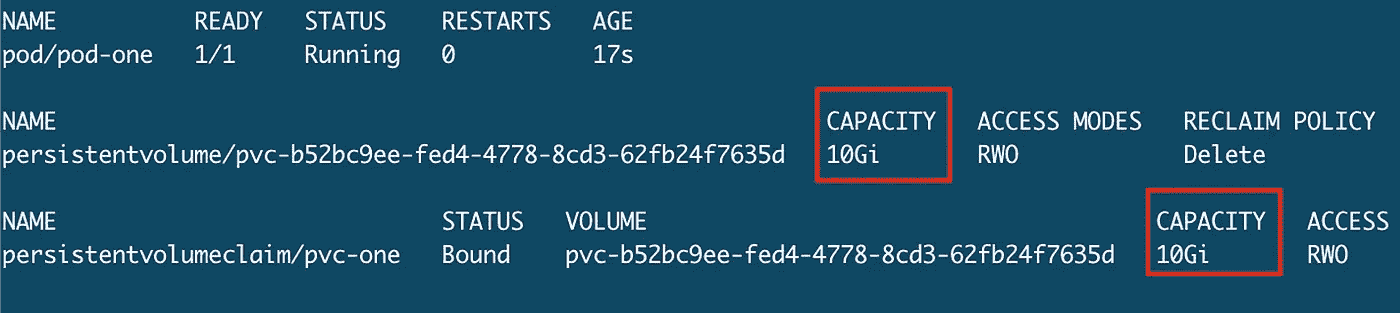 NAME READY STATUS RESTARTS AGE
pod/pod-one 1/1 Running 0 17s
NAME CAPACITY ACCESS MODES RECLAIM POLICY
persistentvolume/pvc-b52bc9ee-fed4-4778-8cd3-62fb24f7635d 10Gi RWO Delete
NAME STATUS VOLUME CAPACITY ACCESS
persistentvolumeclaim/pvc-one Bound pvc-b52bc9ee-fed4-4778-8cd3-62fb24f7635d 10Gi RWO